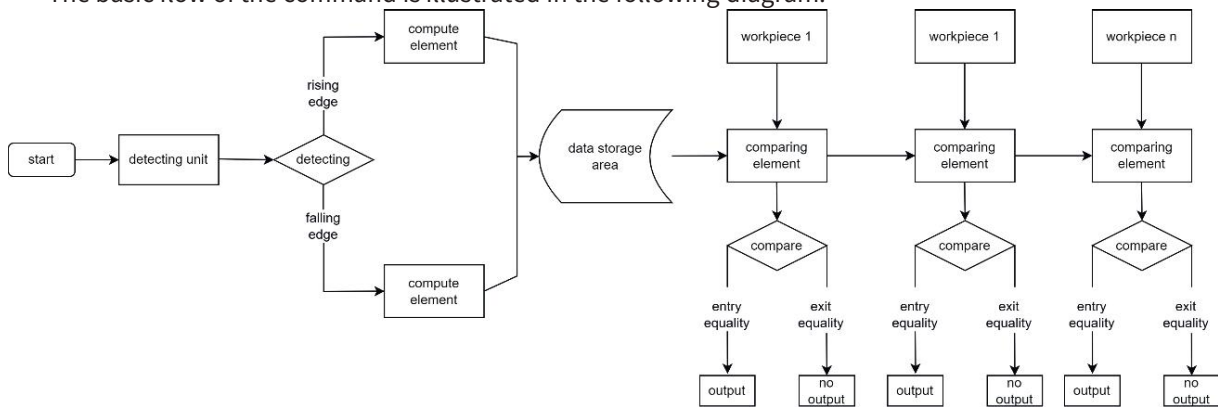 The basic flow of the command is illustrated in the following diagram.
start
detecting unit
detecting
rising
edge
falling
edge
compute
element
compute
element
data storage
area
workpiece 1
workpiece 1
workpiece n
comparing
element
comparing
element
comparing
element
compare
compare
compare
entry
equality
exit
equality
entry
equality
exit
equality
entry
equality
exit
equality
output
no
output
output
no
output
output
no
output